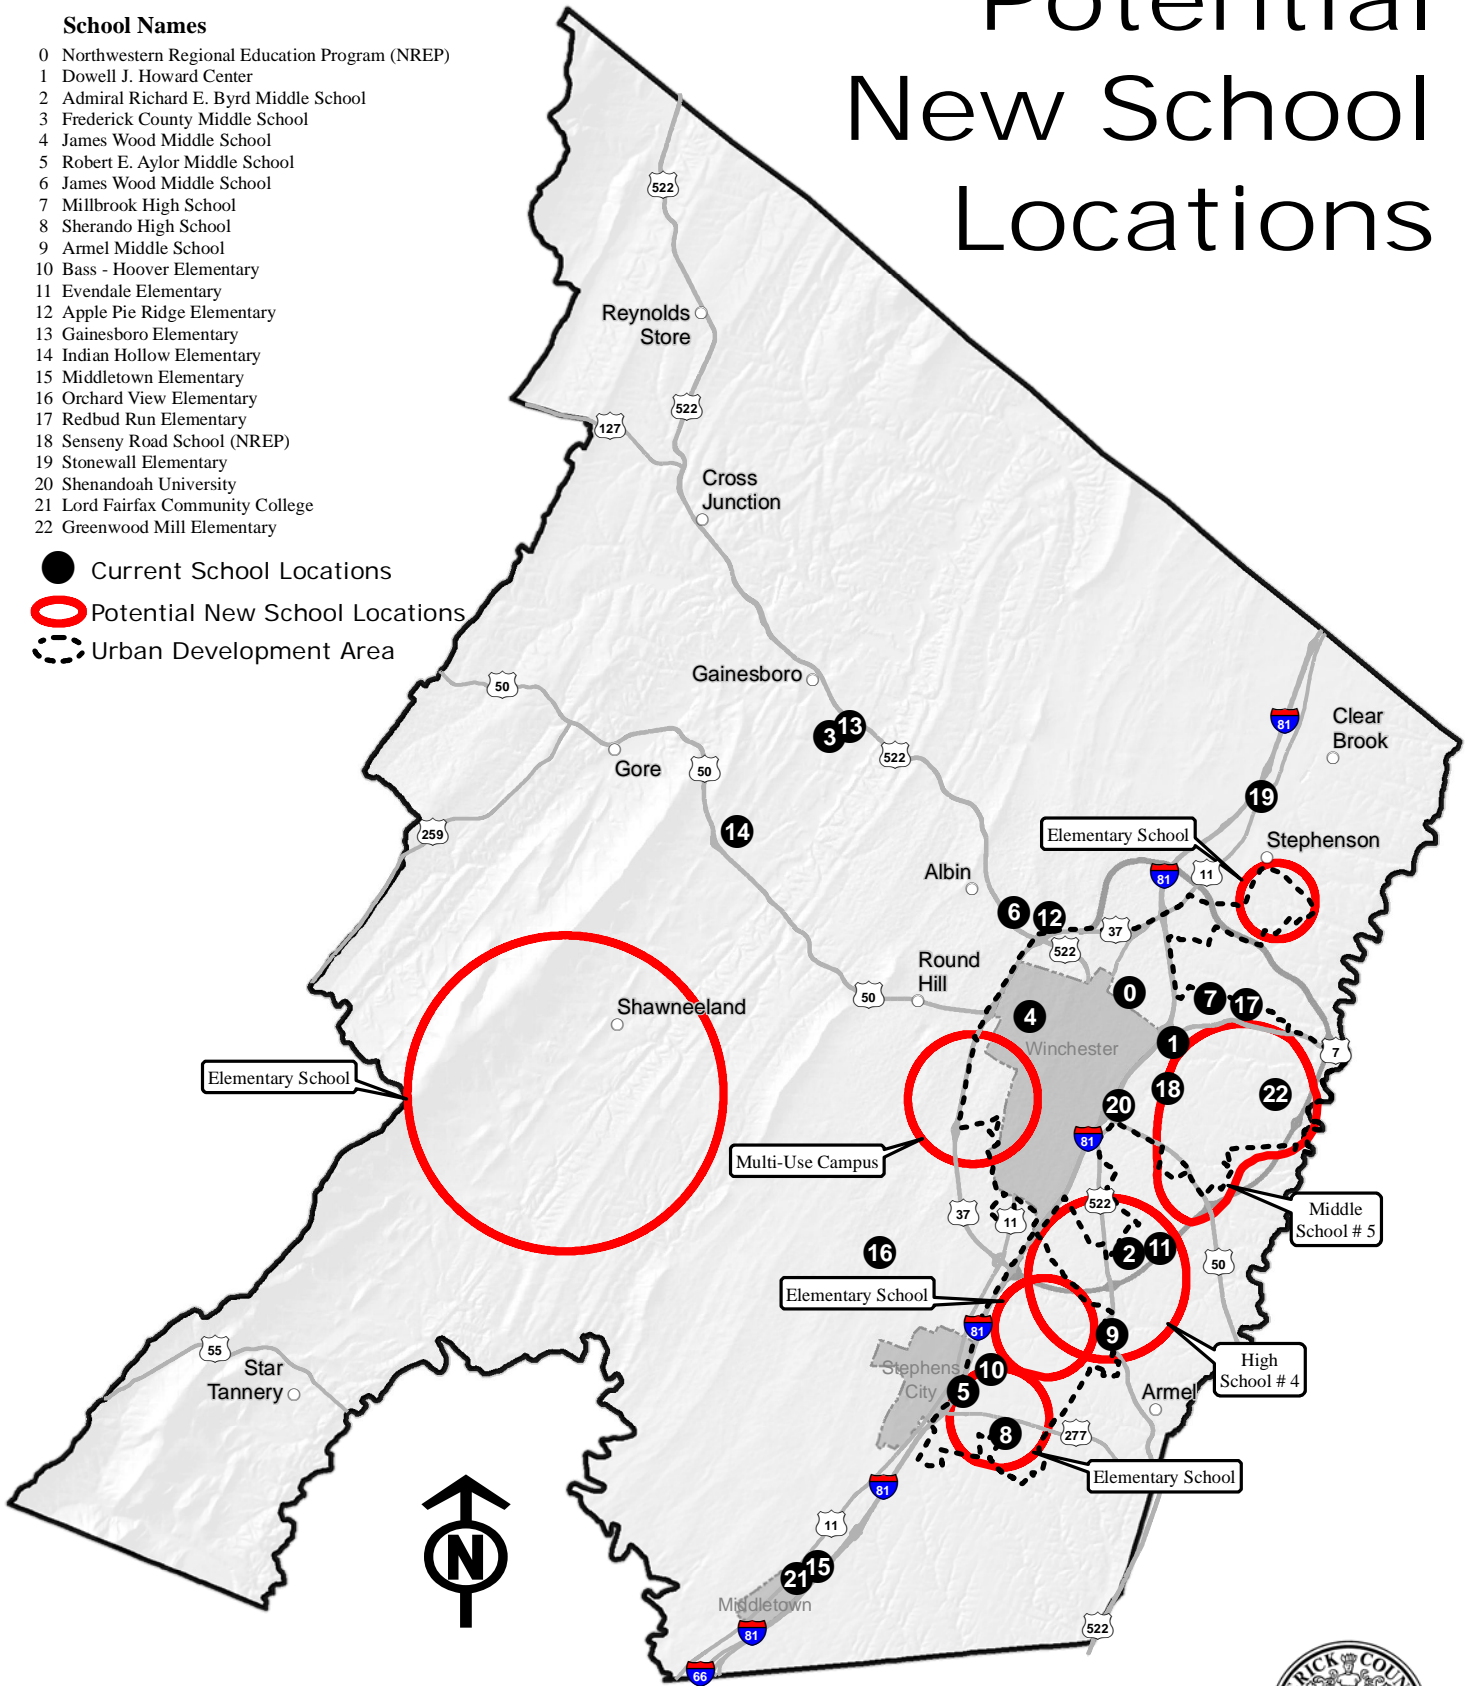 Potential
New School
Locations
School Names
0 Northwestern Regional Education Program (NREP)
1 Dowell J. Howard Center
2 Admiral Richard E. Byrd Middle School
3 Frederick County Middle School
4 James Wood Middle School
5 Robert E. Aylor Middle School
6 James Wood Middle School
7 Millbrook High School
8 Sherando High School
9 Armel Middle School
10 Bass - Hoover Elementary
11 Evendale Elementary
12 Apple Pie Ridge Elementary
13 Gainesboro Elementary
14 Indian Hollow Elementary
15 Middletown Elementary
16 Orchard View Elementary
17 Redbud Run Elementary
18 Senseny Road School (NREP)
19 Stonewall Elementary
20 Shenandoah University
21 Lord Fairfax Community College
22 Greenwood Mill Elementary
Current School Locations
Potential New School Locations
Urban Development Area
522
Reynolds
Store
522
127
Cross
Junction
50
Gainesboro
3
13
522
81
Clear
Brook
Gore
50
19
259
14
Elementary School
Stephenson
Albin
81
11
6
12
37
522
Round
Hill
50
0
7
17
Shawneeland
4
Winchester
1
7
Elementary School
18
22
20
81
Multi-Use Campus
522
37
11
Middle
School # 5
2
11
16
50
Elementary School
81
9
55
Star
Tannery
High
School # 4
Stephens
City
10
5
Armel
8
277
Elementary School
81
11
N
15
21
Middletown
81
522
66
RICK COUN